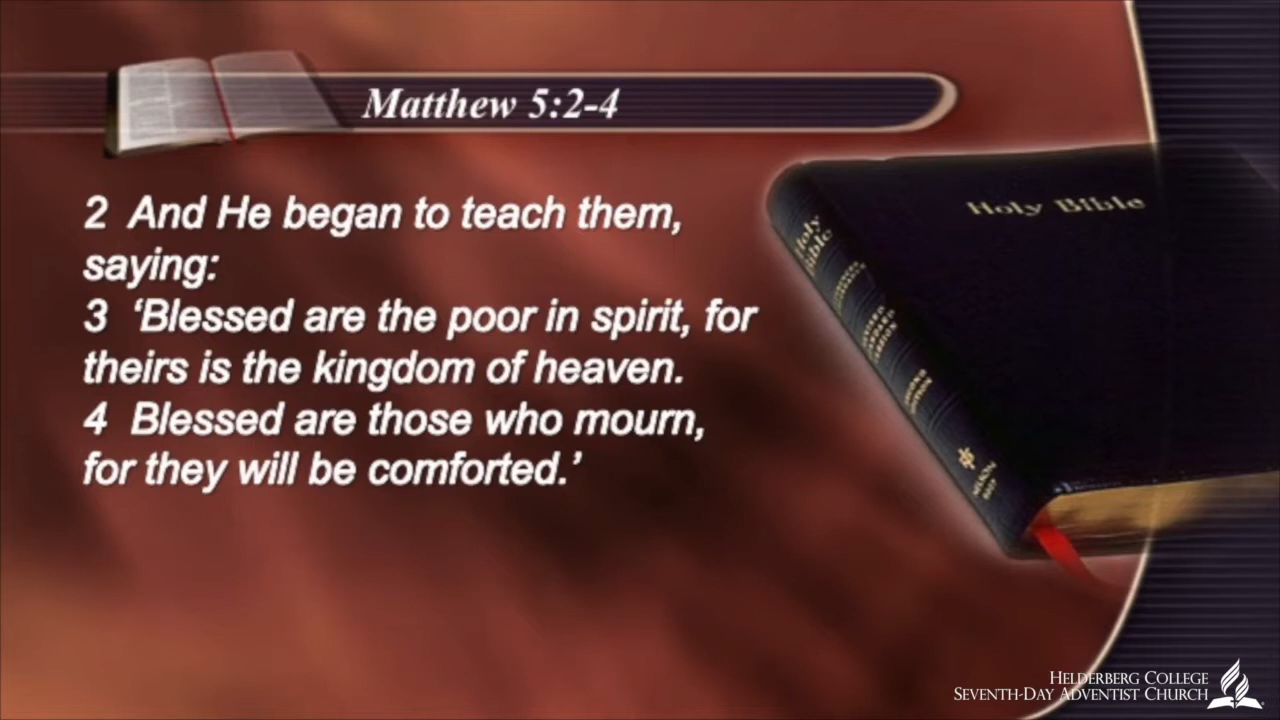 Matthew 5:2-4
2 And He began to teach them,
saying:
3 ‘Blessed are the poor in spirit, for
theirs is the kingdom of heaven.
4 Blessed are those who mourn,
for they will be comforted.’
Holy Bible
Holy
Bible
HELDERBERG COLLEGE
SEVENTH-DAY ADVENTIST CHURCH